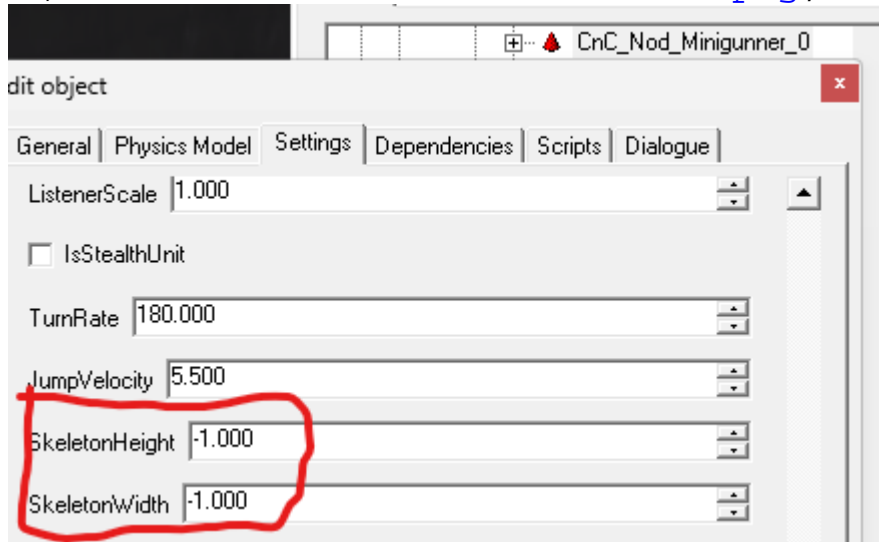 png
CnC_Nod_Minigunner_0
dit object
x
General Physics Model Settings Dependencies Scripts Dialogue
ListenerScale 1.000
IsStealthUnit
TurnRate 180.000
JumpVelocity 5.500
SkeletonHeight -1.000
SkeletonWidth -1.000